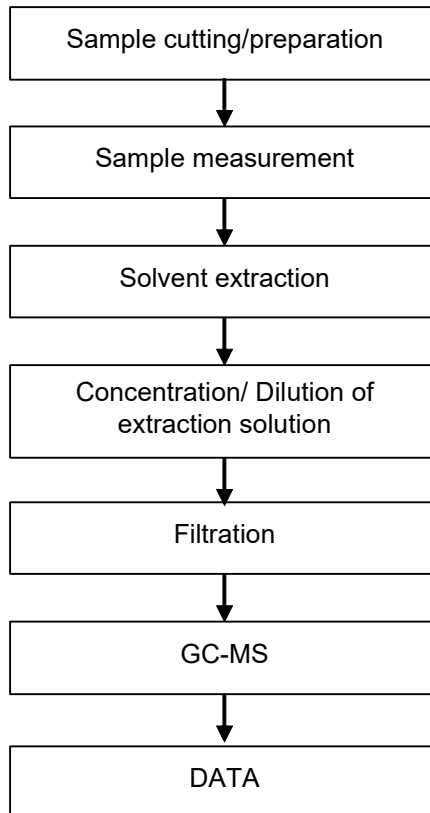 Sample cutting/preparation
Sample measurement
Solvent extraction
Concentration/ Dilution of
extraction solution
Filtration
GC-MS
DATA